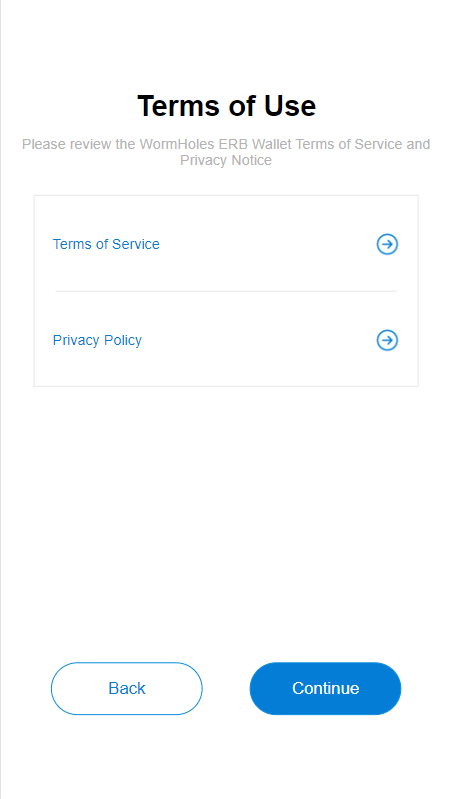 Terms of Use
Please review the WormHoles ERB Wallet Terms of Service and
Privacy Notice
Terms of Service
Privacy Policy
Back
Continue